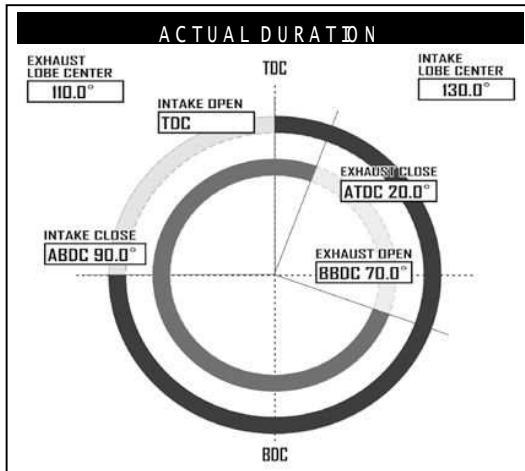 ACTUAL DURATION
EXHAUST
LOBE CENTER
110.0°
TDC
INTAKE
LOBE CENTER
130.0°
INTAKE OPEN
TDC
EXHAUST CLOSE
ATDC 20.0°
INTAKE CLOSE
ABDC 90.0°
EXHAUST OPEN
BBDC 70.0°
BDC